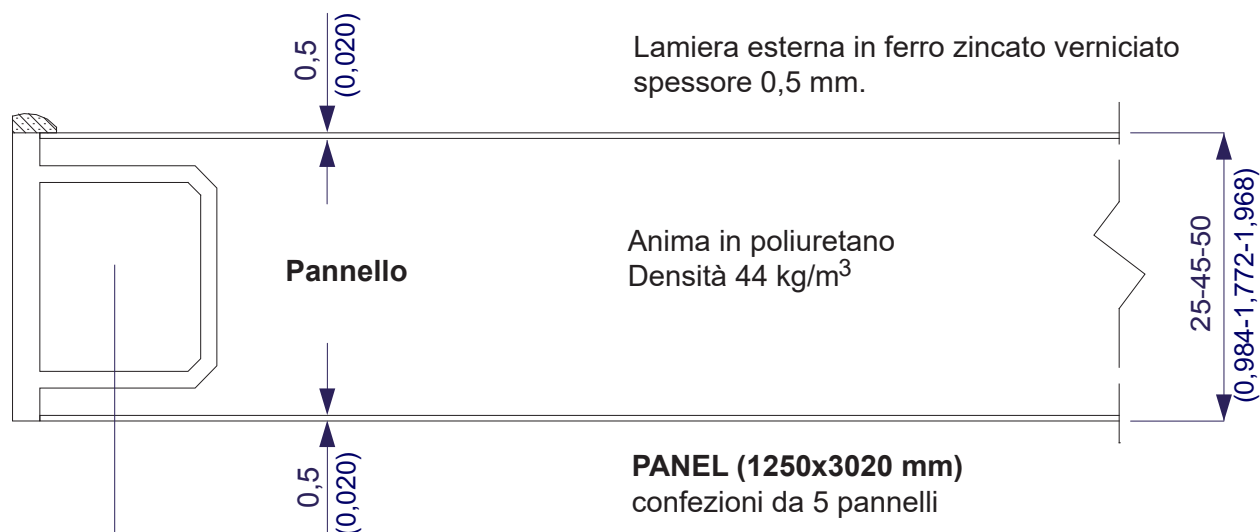 0,5
(0,020)
Lamiera esterna in ferro zincato verniciato
spessore 0,5 mm.
Pannello
Anima in poliuretano
Densità 44 kg/m³
25-45-50
(0,984-1,772-1,968)
0,5
(0,020)
PANEL (1250x3020 mm)
confezioni da 5 pannelli